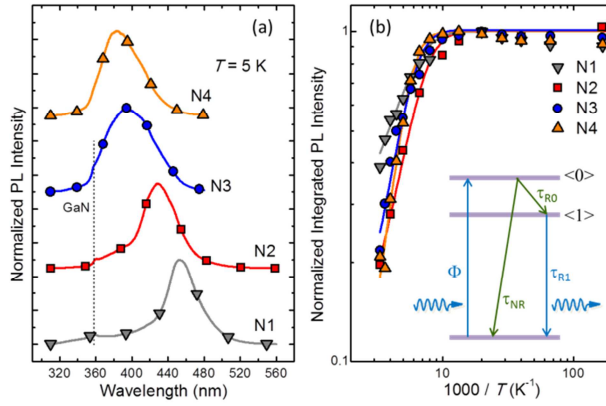 (a)
T = 5 K
N4
N3
GaN
N2
N1
Normalized PL Intensity
320 360 400 440 480 520 560
Wavelength (nm)
(b)
1
0.1
Normalized Integrated PL Intensity
N1
N2
N3
N4
<0>
τR0
<1>
Φ
τNR
τR1
10 100
1000 / T (K⁻¹)